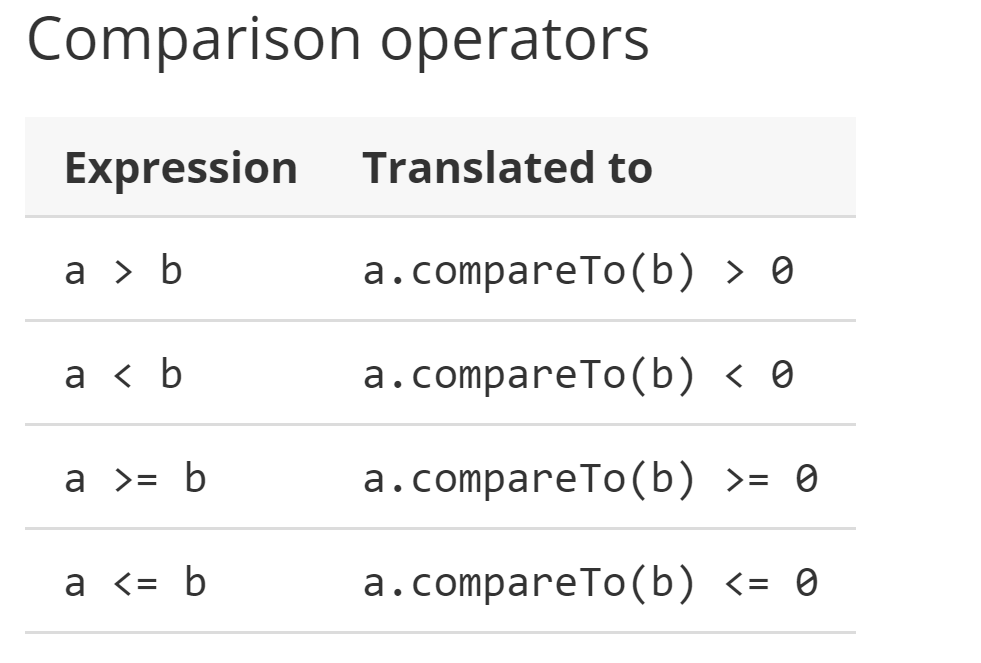 Comparison operators
Expression Translated to
a > b a.compareTo(b) > 0
a < b a.compareTo(b) < 0
a >= b a.compareTo(b) >= 0
a <= b a.compareTo(b) <= 0